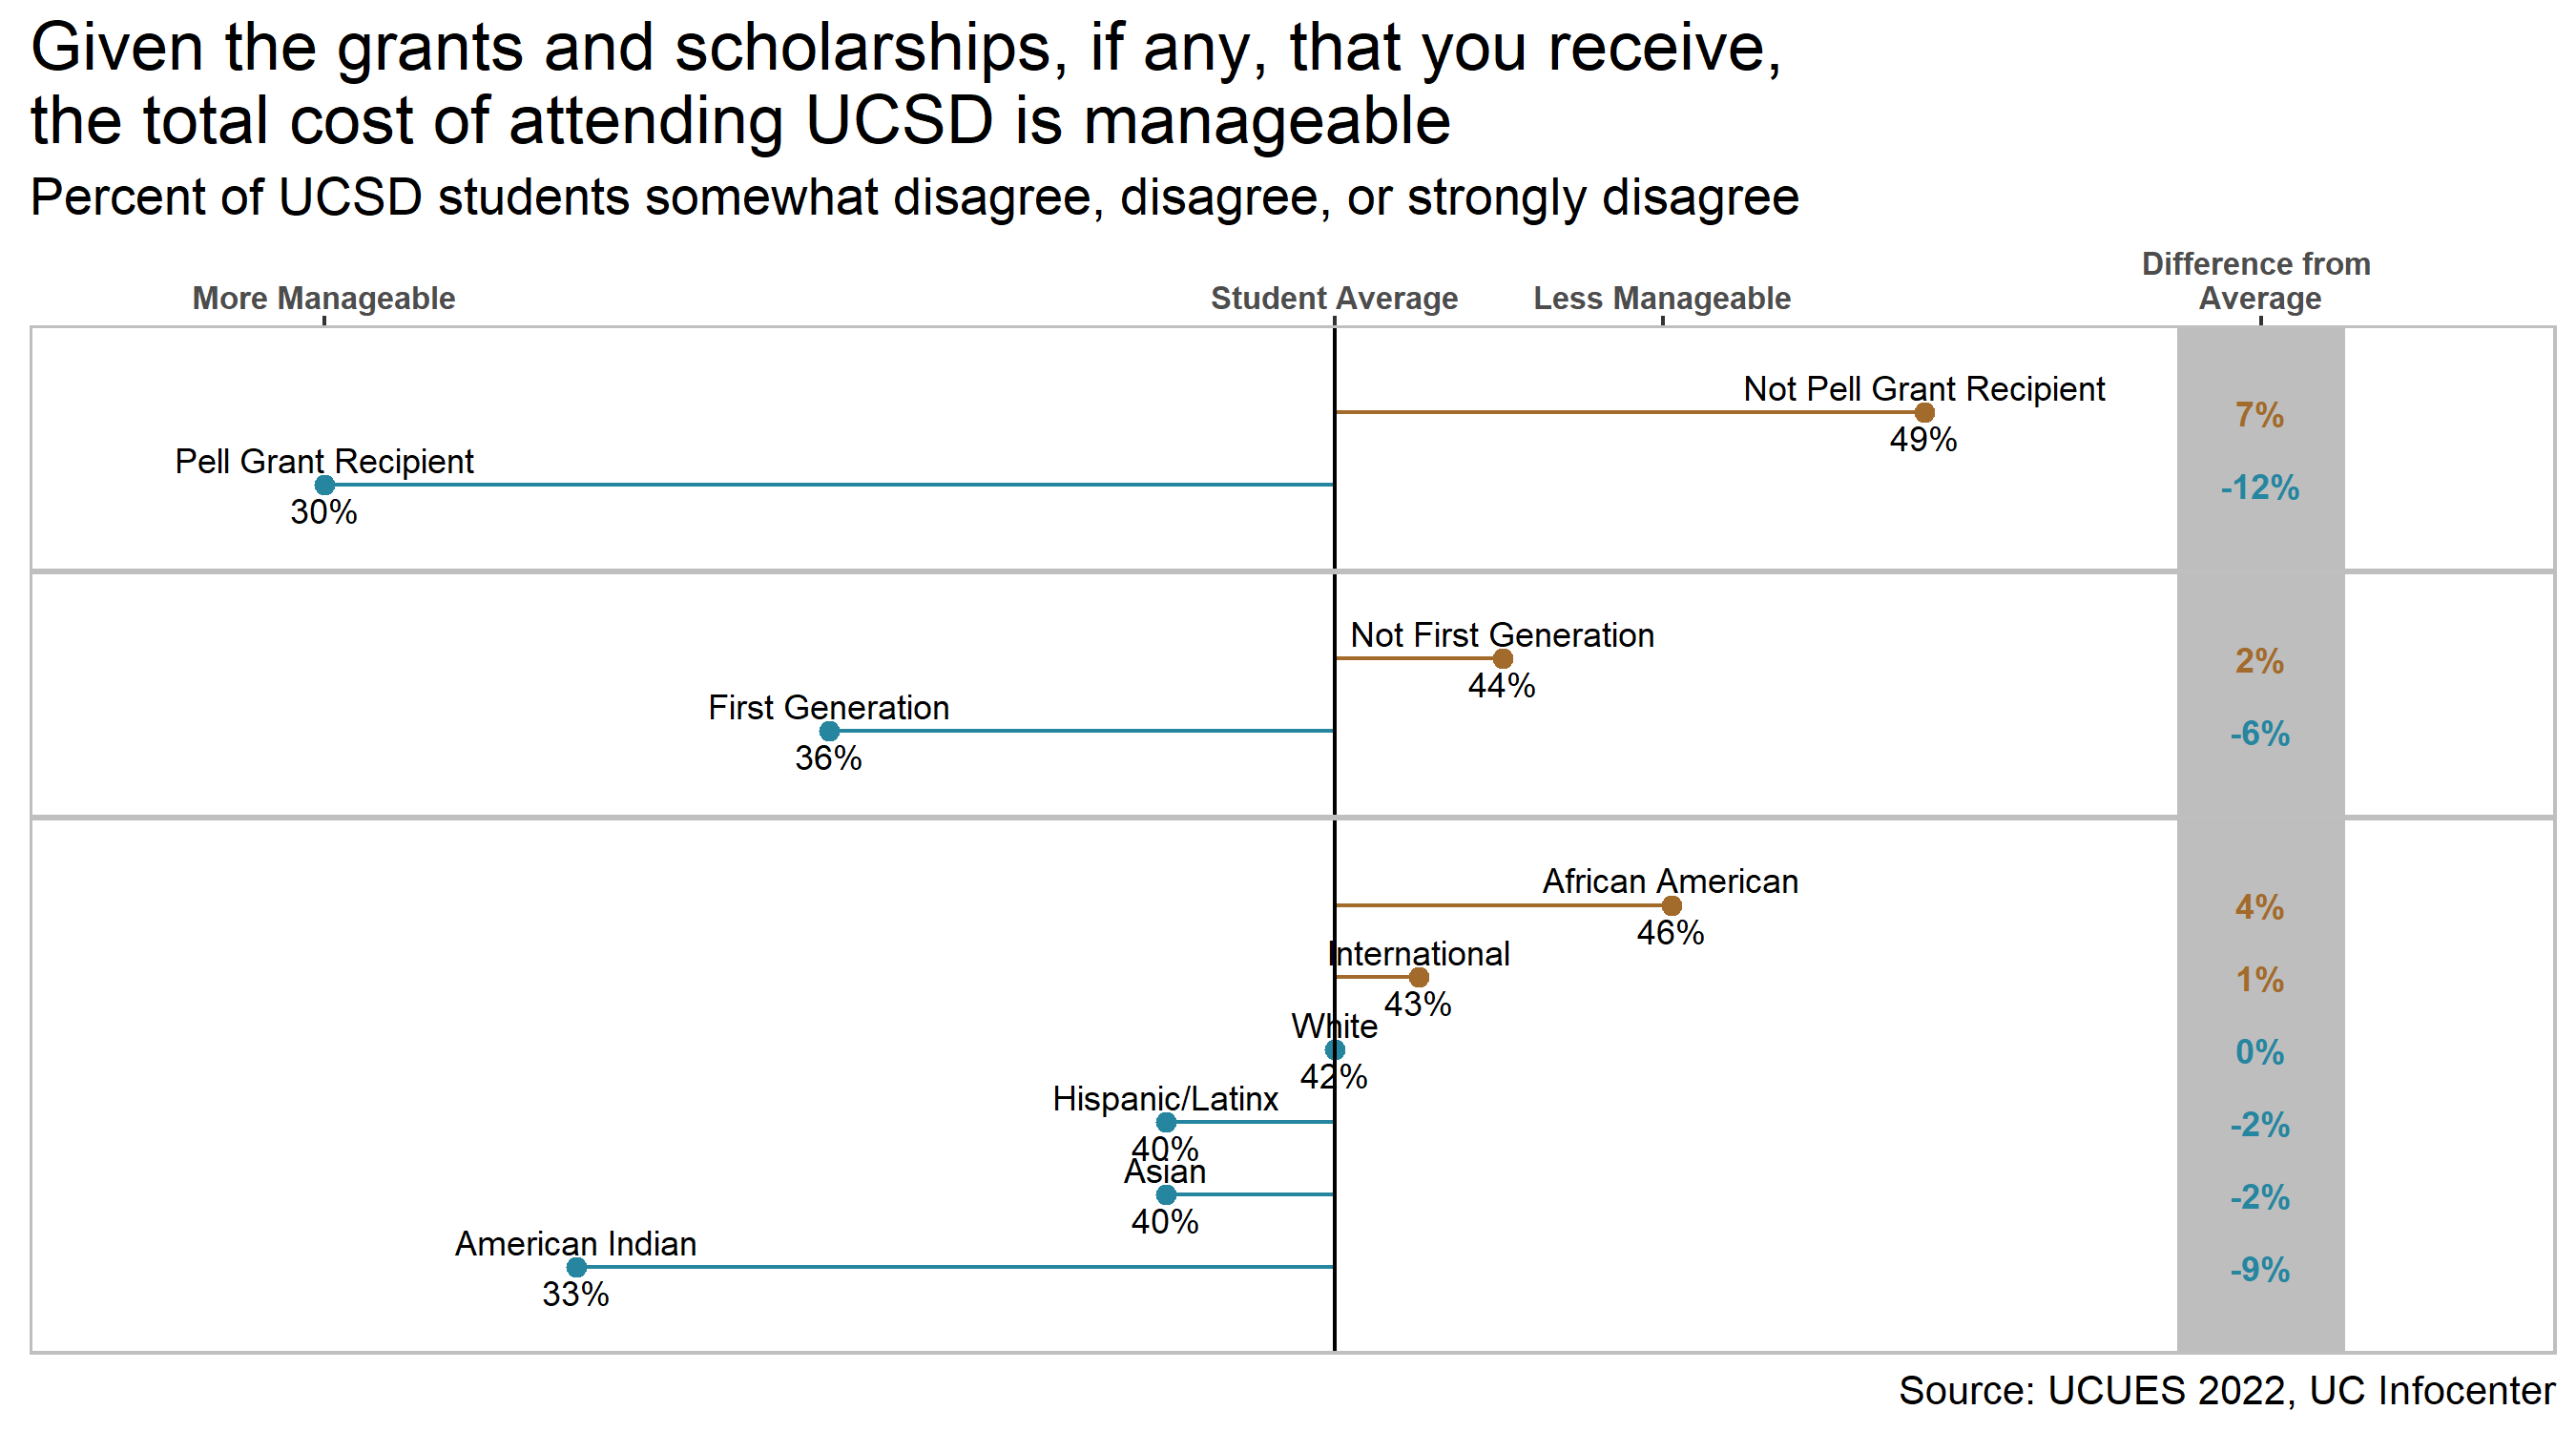 Given the grants and scholarships, if any, that you receive,
the total cost of attending UCSD is manageable
Percent of UCSD students somewhat disagree, disagree, or strongly disagree
Difference from
More Manageable Student Average Less Manageable Average
Not Pell Grant Recipient
7%
49%
Pell Grant Recipient
-12%
30%
Not First Generation
2%
44%
First Generation
-6%
36%
African American
4%
46%
International
1%
43%
White
0%
42%
Hispanic/Latinx
-2%
40%
Asian
-2%
40%
American Indian
-9%
33%
Source: UCUES 2022, UC Infocenter